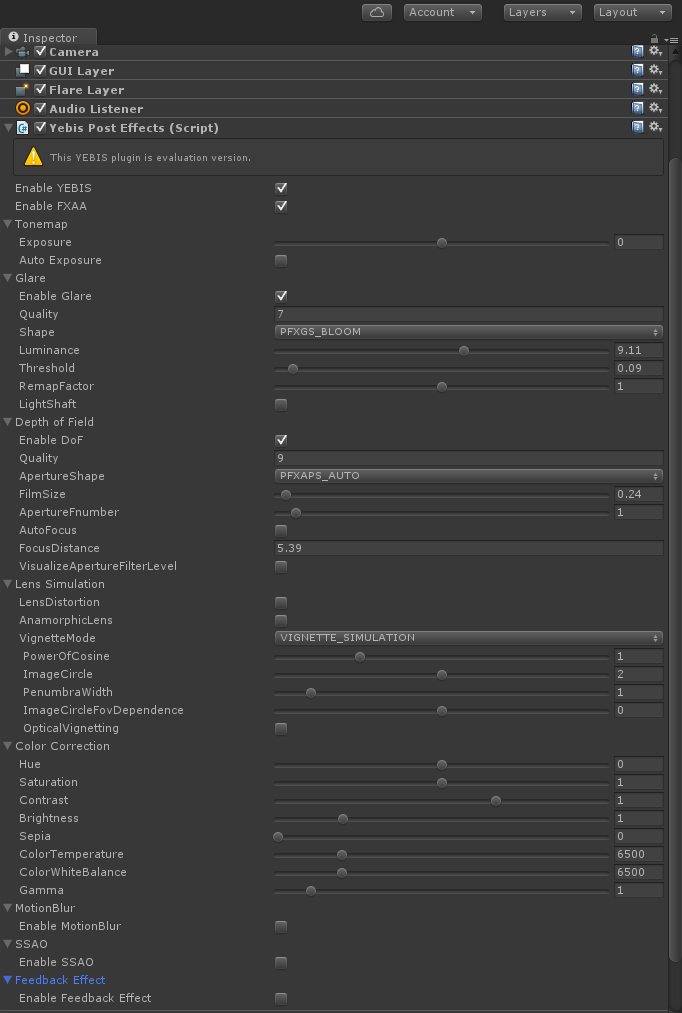 Account
Layers
Layout
Inspector
Camera
GUI Layer
Flare Layer
Audio Listener
Yebis Post Effects (Script)
This YEBIS plugin is evaluation version.
Enable YEBIS
Enable FXAA
Tonemap
Exposure 0
Auto Exposure
Glare
Enable Glare
Quality 7
Shape PFXGS_BLOOM
Luminance 9.11
Threshold 0.09
RemapFactor 1
LightShaft
Depth of Field
Enable DoF
Quality 9
ApertureShape PFXAPS_AUTO
FilmSize 0.24
ApertureFnumber 1
AutoFocus
FocusDistance 5.39
VisualizeApertureFilterLevel
Lens Simulation
LensDistortion
AnamorphicLens
VignetteMode VIGNETTE_SIMULATION
PowerOfCosine 1
ImageCircle 2
PenumbraWidth 1
ImageCircleFovDependence 0
OpticalVignetting
Color Correction
Hue 0
Saturation 1
Contrast 1
Brightness 1
Sepia 0
ColorTemperature 6500
ColorWhiteBalance 6500
Gamma 1
MotionBlur
Enable MotionBlur
SSAO
Enable SSAO
Feedback Effect
Enable Feedback Effect